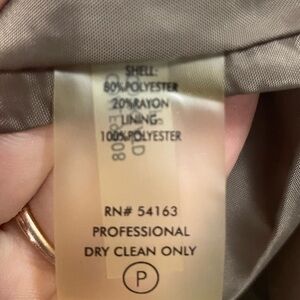 SHELL:
80%POLYESTER
20%RAYON
LINING:
100%POLYESTER
RN# 54163
PROFESSIONAL
DRY CLEAN ONLY
P